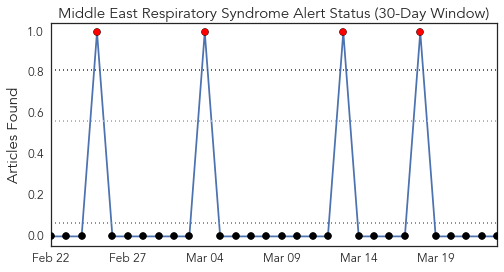 Middle East Respiratory Syndrome Alert Status (30-Day Window)
Articles Found
1.0
0.8
0.6
0.4
0.2
0.0
Feb 22
Feb 27
Mar 04
Mar 09
Mar 14
Mar 19